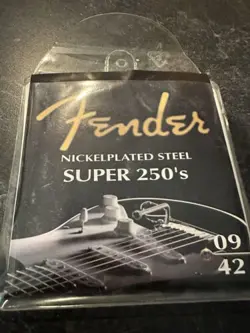 Fender
NICKELPLATED STEEL
SUPER 250's
09
42